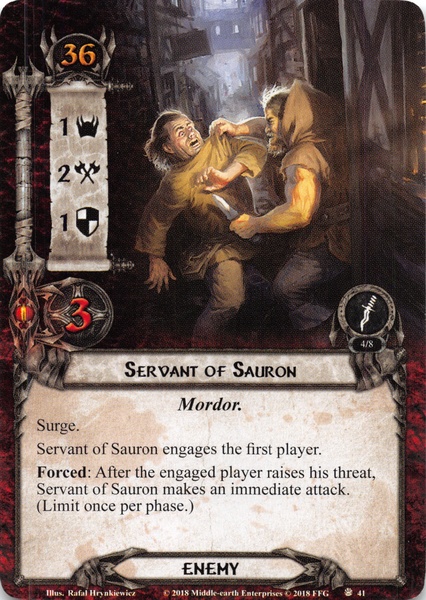 36
1
2
1
3
4/8
Servant of Sauron
Mordor.
Surge.
Servant of Sauron engages the first player.
Forced: After the engaged player raises his threat,
Servant of Sauron makes an immediate attack.
(Limit once per phase.)
ENEMY
Illus. Rafał Hrynkiewicz © 2018 Middle-earth Enterprises © 2018 FFG 41